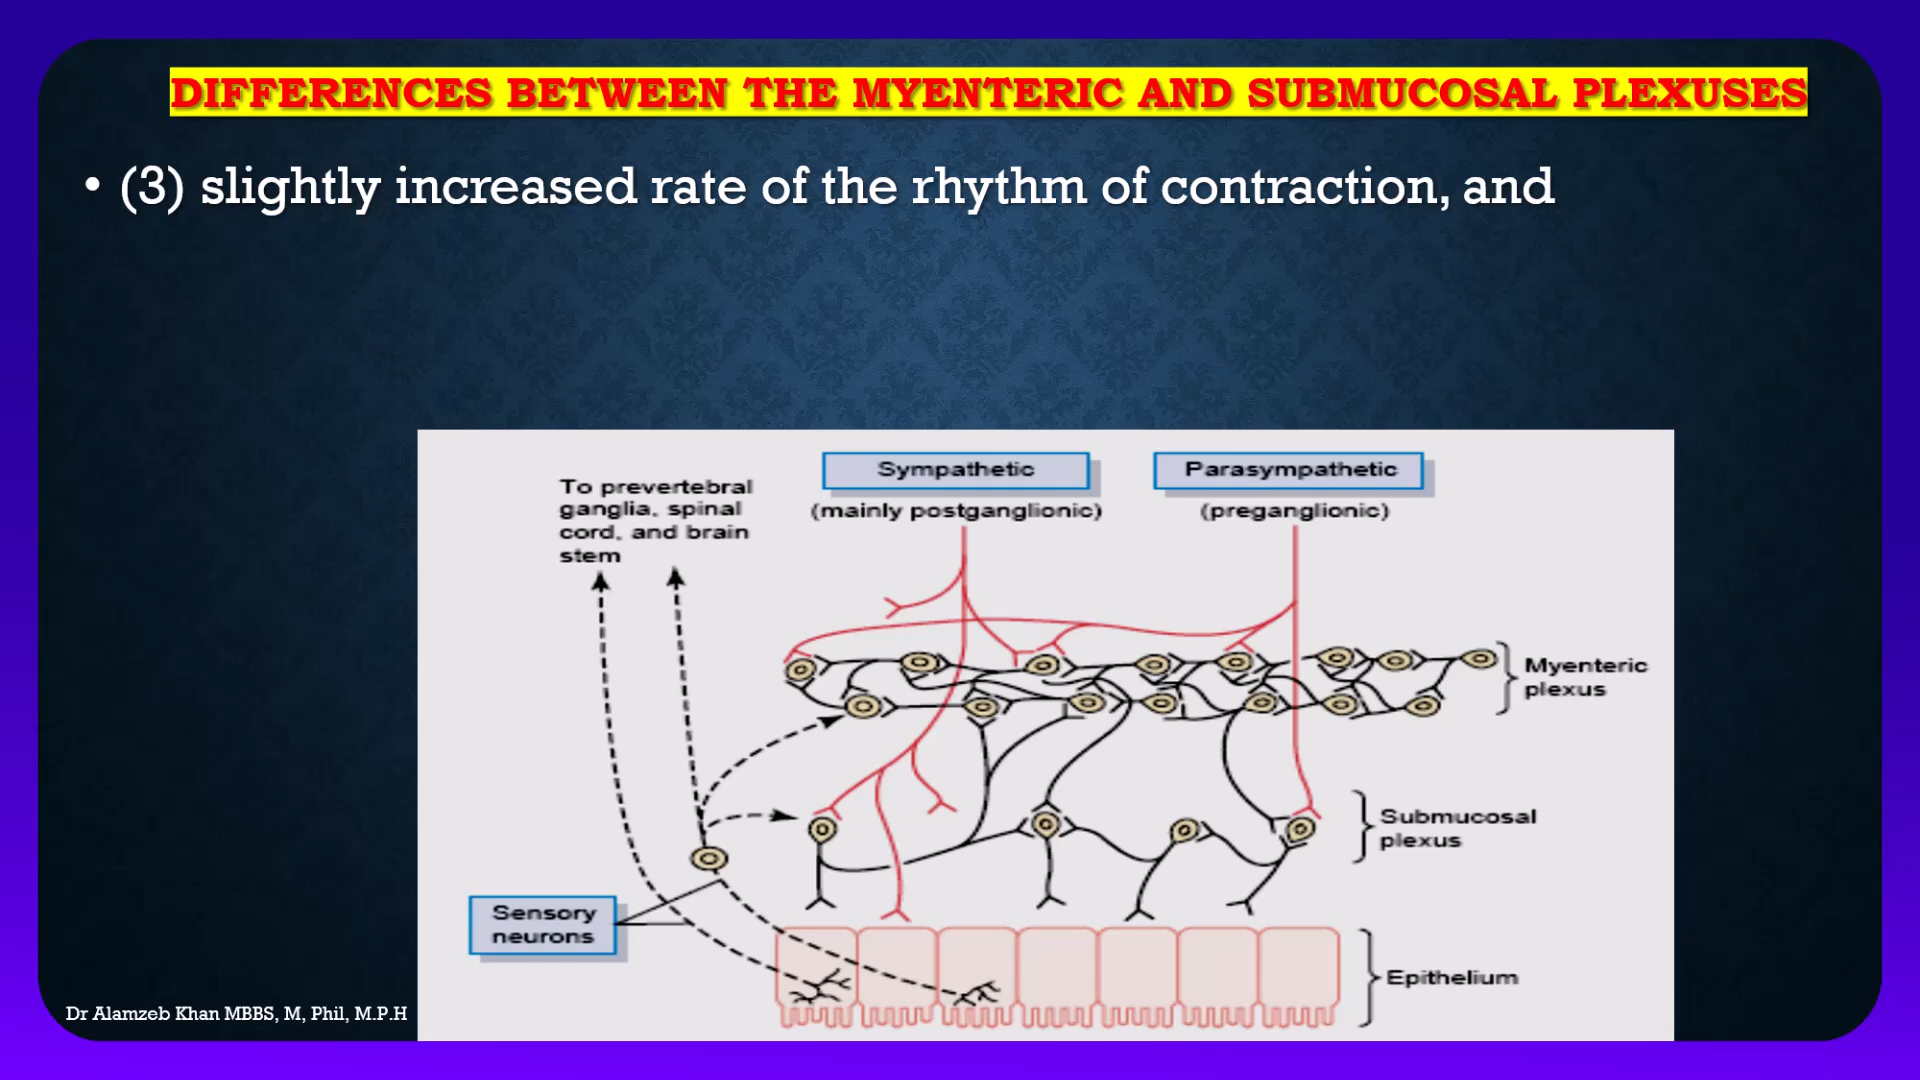 DIFFERENCES BETWEEN THE MYENTERIC AND SUBMUCOSAL PLEXUSES
• (3) slightly increased rate of the rhythm of contraction, and
Sympathetic
Parasympathetic
To prevertebral
ganglia, spinal
cord, and brain
stem
(mainly postganglionic)
(preganglionic)
Myenteric
plexus
Submucosal
plexus
Sensory
neurons
Epithelium
Dr Alamzeb Khan MBBS, M, Phil, M.P.H